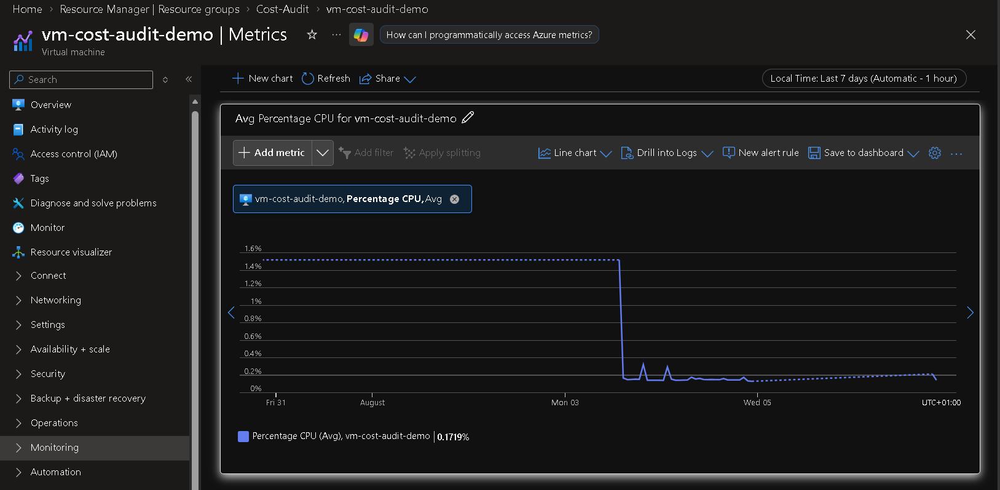 Home > Resource Manager | Resource groups > Cost-Audit > vm-cost-audit-demo
vm-cost-audit-demo | Metrics
How can I programmatically access Azure metrics?
Virtual machine
Search
Overview
Activity log
Access control (IAM)
Tags
Diagnose and solve problems
Monitor
Resource visualizer
Connect
Networking
Settings
Availability + scale
Security
Backup + disaster recovery
Operations
Monitoring
Automation
New chart Refresh Share
Local Time: Last 7 days (Automatic - 1 hour)
Avg Percentage CPU for vm-cost-audit-demo
Add metric Add filter Apply splitting Line chart Drill into Logs New alert rule Save to dashboard
vm-cost-audit-demo, Percentage CPU, Avg
1.6%
1.4%
1.2%
1%
0.8%
0.6%
0.4%
0.2%
0%
Fri 31 August Mon 03 Wed 05 UTC+01:00
Percentage CPU (Avg), vm-cost-audit-demo | 0.1719%